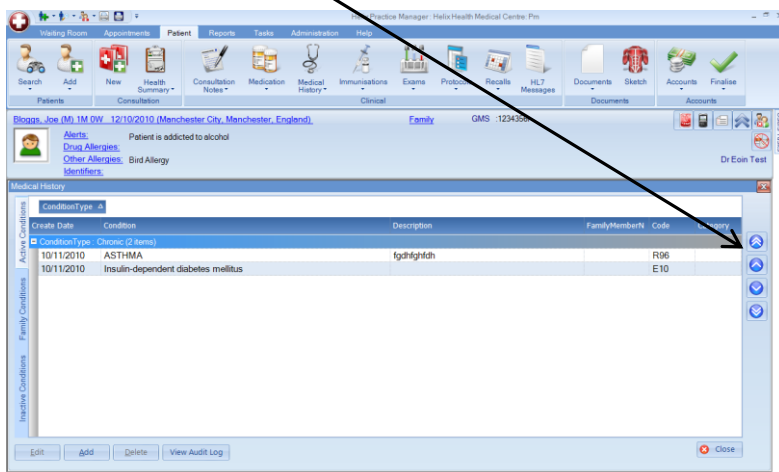 Helix Practice Manager: Helix Health Medical Centre: Pm
Waiting Room Appointments Patient Reports Tasks Administration Help
Search Add New Health Summary Consultation Notes Medication Medical History Immunisations Exams Protocols Recalls HL7 Messages Documents Sketch Accounts Finalise
Patients Consultation Clinical Documents Accounts
Bloggs, Joe (M) 1M 0W 12/10/2010 (Manchester City, Manchester, England). Family GMS :1234356
Alerts: Patient is addicted to alcohol
Drug Allergies:
Other Allergies: Bird Allergy
Dr Eoin Test
Identifiers:
Medical History
ConditionType
Create Date Condition Description FamilyMemberN Code Category
ConditionType : Chronic (2 items)
10/11/2010 ASTHMA fgdhfghfdh R96
10/11/2010 Insulin-dependent diabetes mellitus E10
Active Conditions
Family Conditions
Inactive Conditions
Edit Add Delete View Audit Log Close